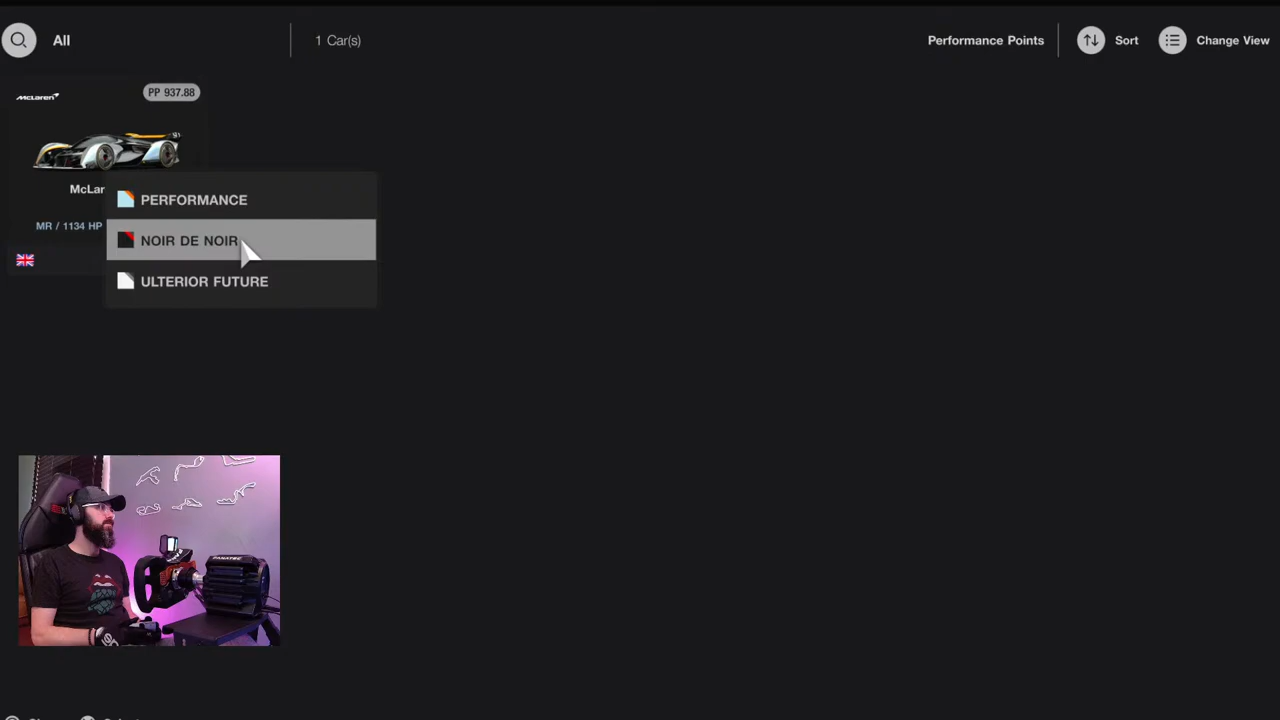 All
1 Car(s)
Performance Points
Sort
Change View
McLaren
PP 937.88
McLar
MR / 1134 HP
PERFORMANCE
NOIR DE NOIR
ULTERIOR FUTURE
FANATEC